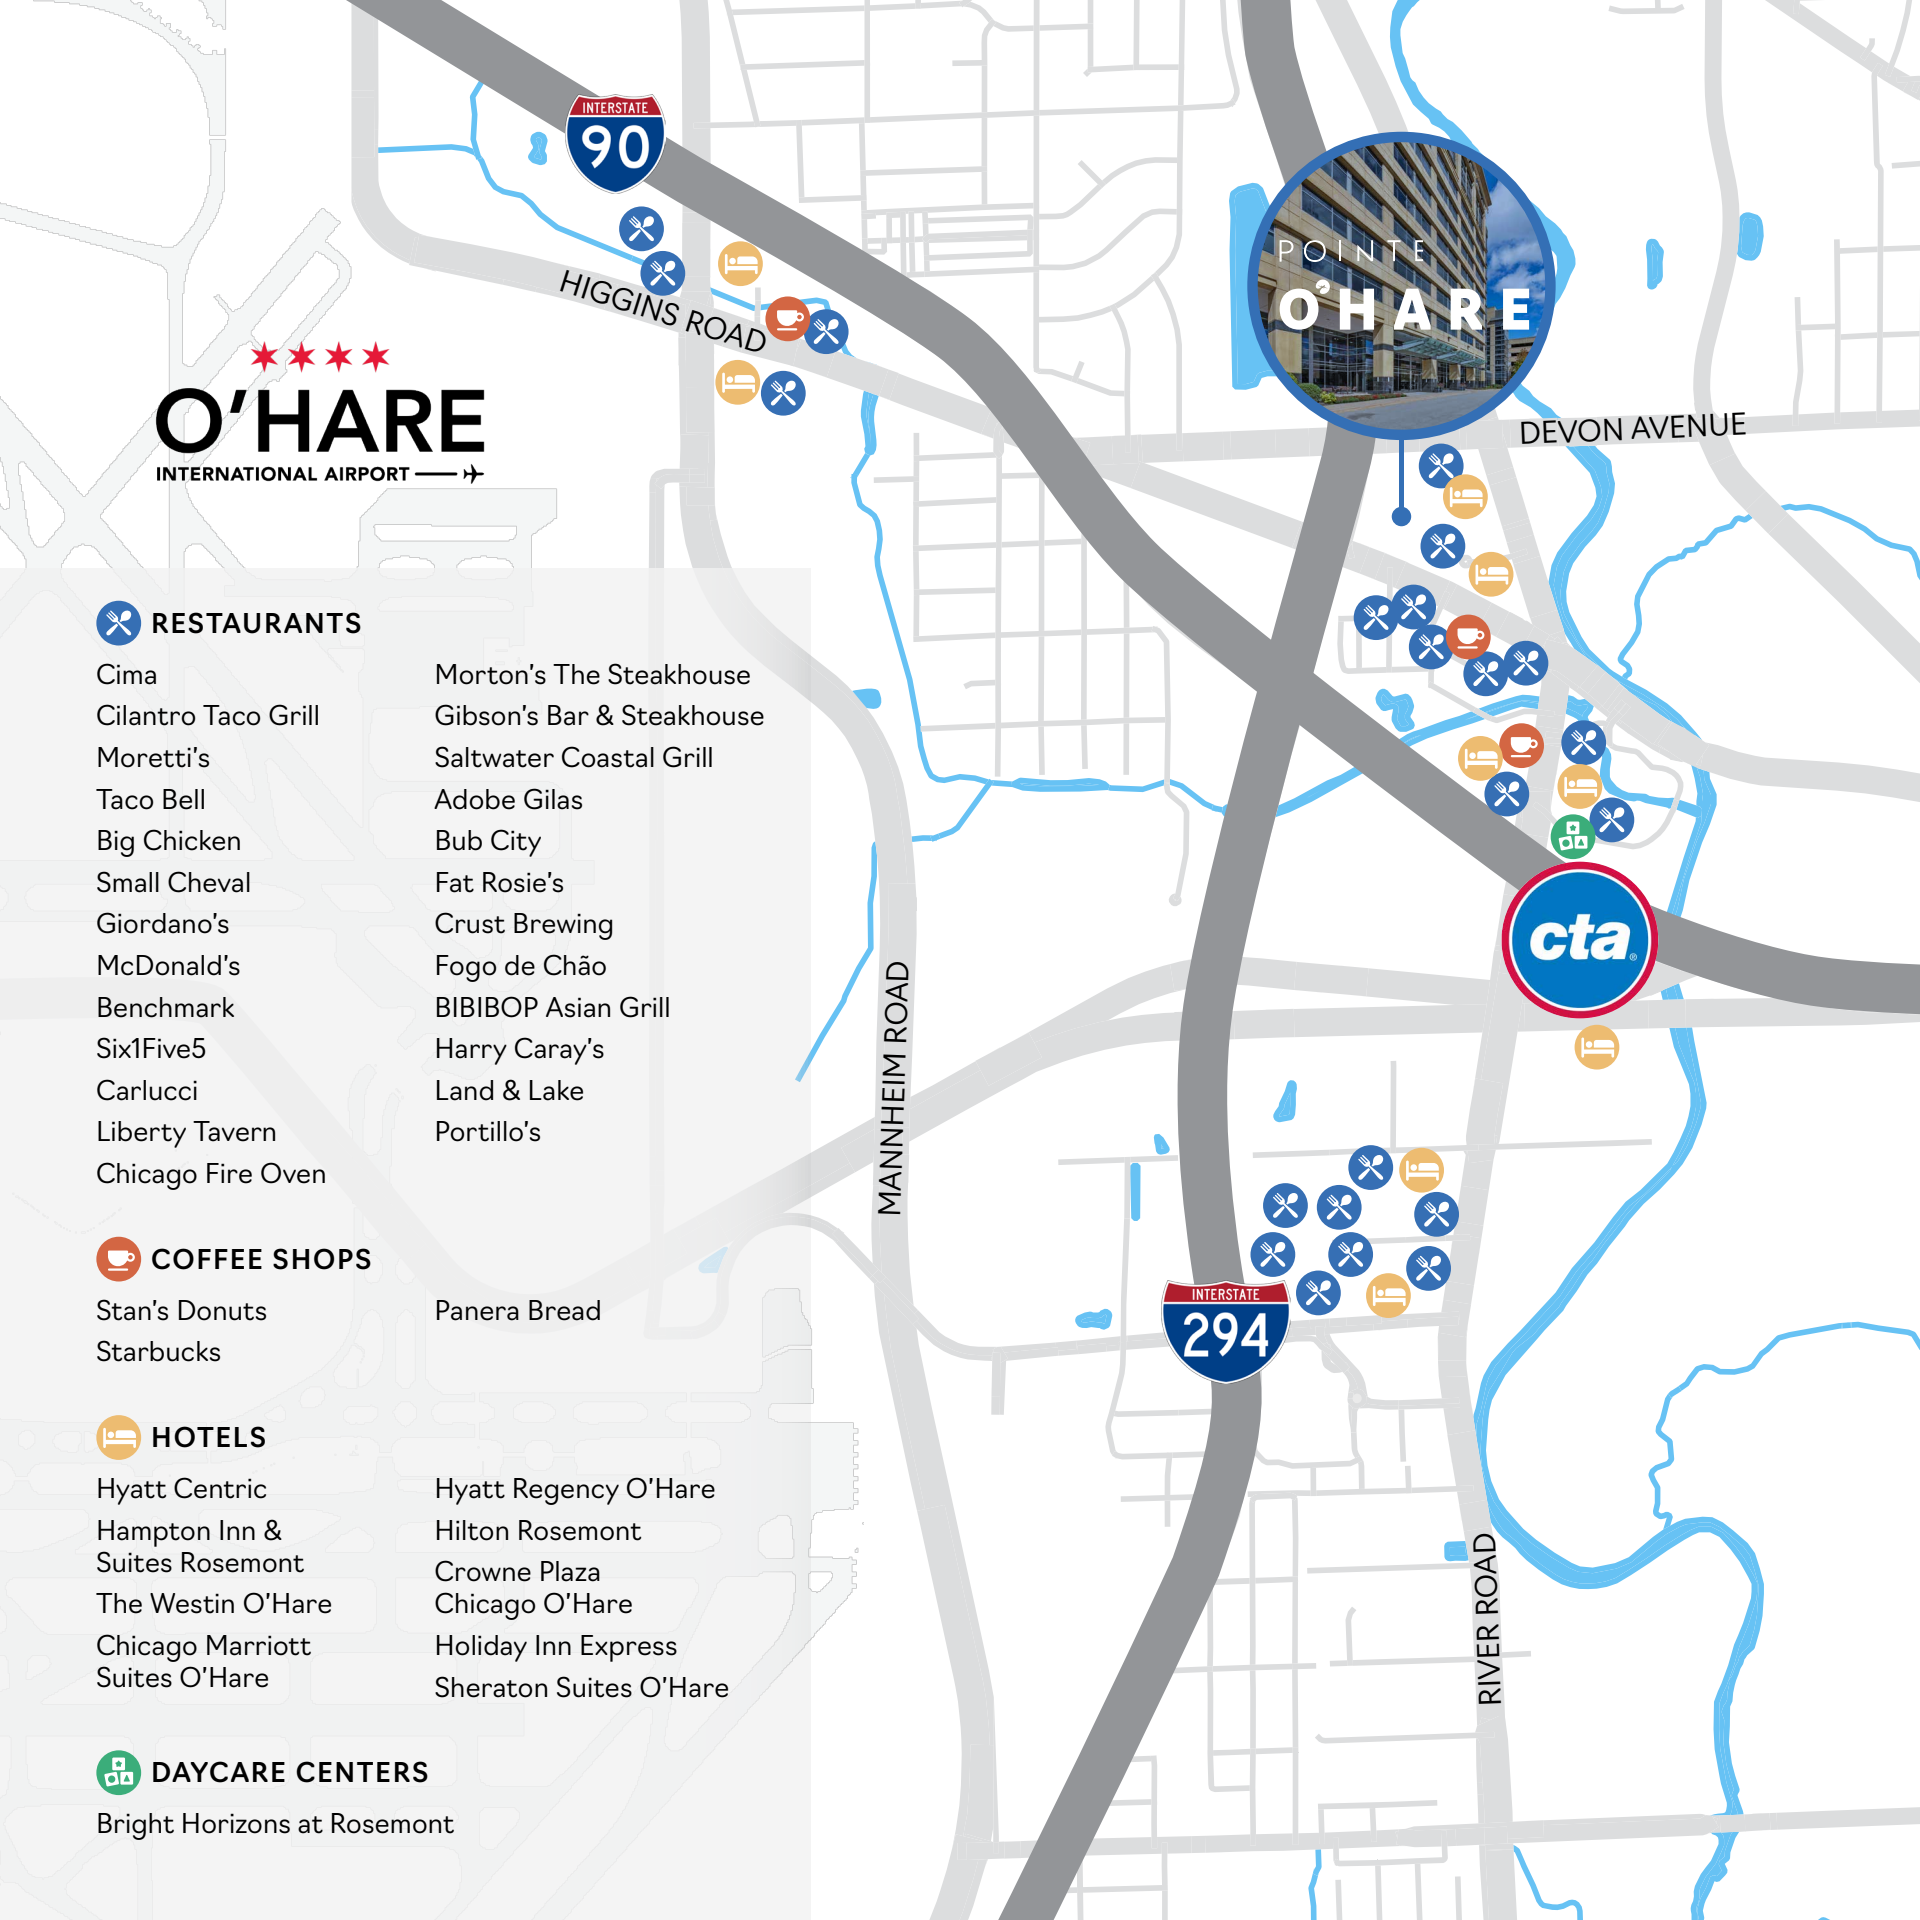 INTERSTATE
90
HIGGINS ROAD
POINTE
O'HARE
DEVON AVENUE
O'HARE
INTERNATIONAL AIRPORT
RESTAURANTS
Cima
Cilantro Taco Grill
Moretti's
Taco Bell
Big Chicken
Small Cheval
Giordano's
McDonald's
Benchmark
Six1Five5
Carlucci
Liberty Tavern
Chicago Fire Oven
Morton's The Steakhouse
Gibson's Bar & Steakhouse
Saltwater Coastal Grill
Adobe Gilas
Bub City
Fat Rosie's
Crust Brewing
Fogo de Chão
BIBIBOP Asian Grill
Harry Caray's
Land & Lake
Portillo's
COFFEE SHOPS
Stan's Donuts
Starbucks
Panera Bread
HOTELS
Hyatt Centric
Hampton Inn &
Suites Rosemont
The Westin O'Hare
Chicago Marriott
Suites O'Hare
Hyatt Regency O'Hare
Hilton Rosemont
Crowne Plaza
Chicago O'Hare
Holiday Inn Express
Sheraton Suites O'Hare
DAYCARE CENTERS
Bright Horizons at Rosemont
cta®
MANNHEIM ROAD
INTERSTATE
294
RIVER ROAD